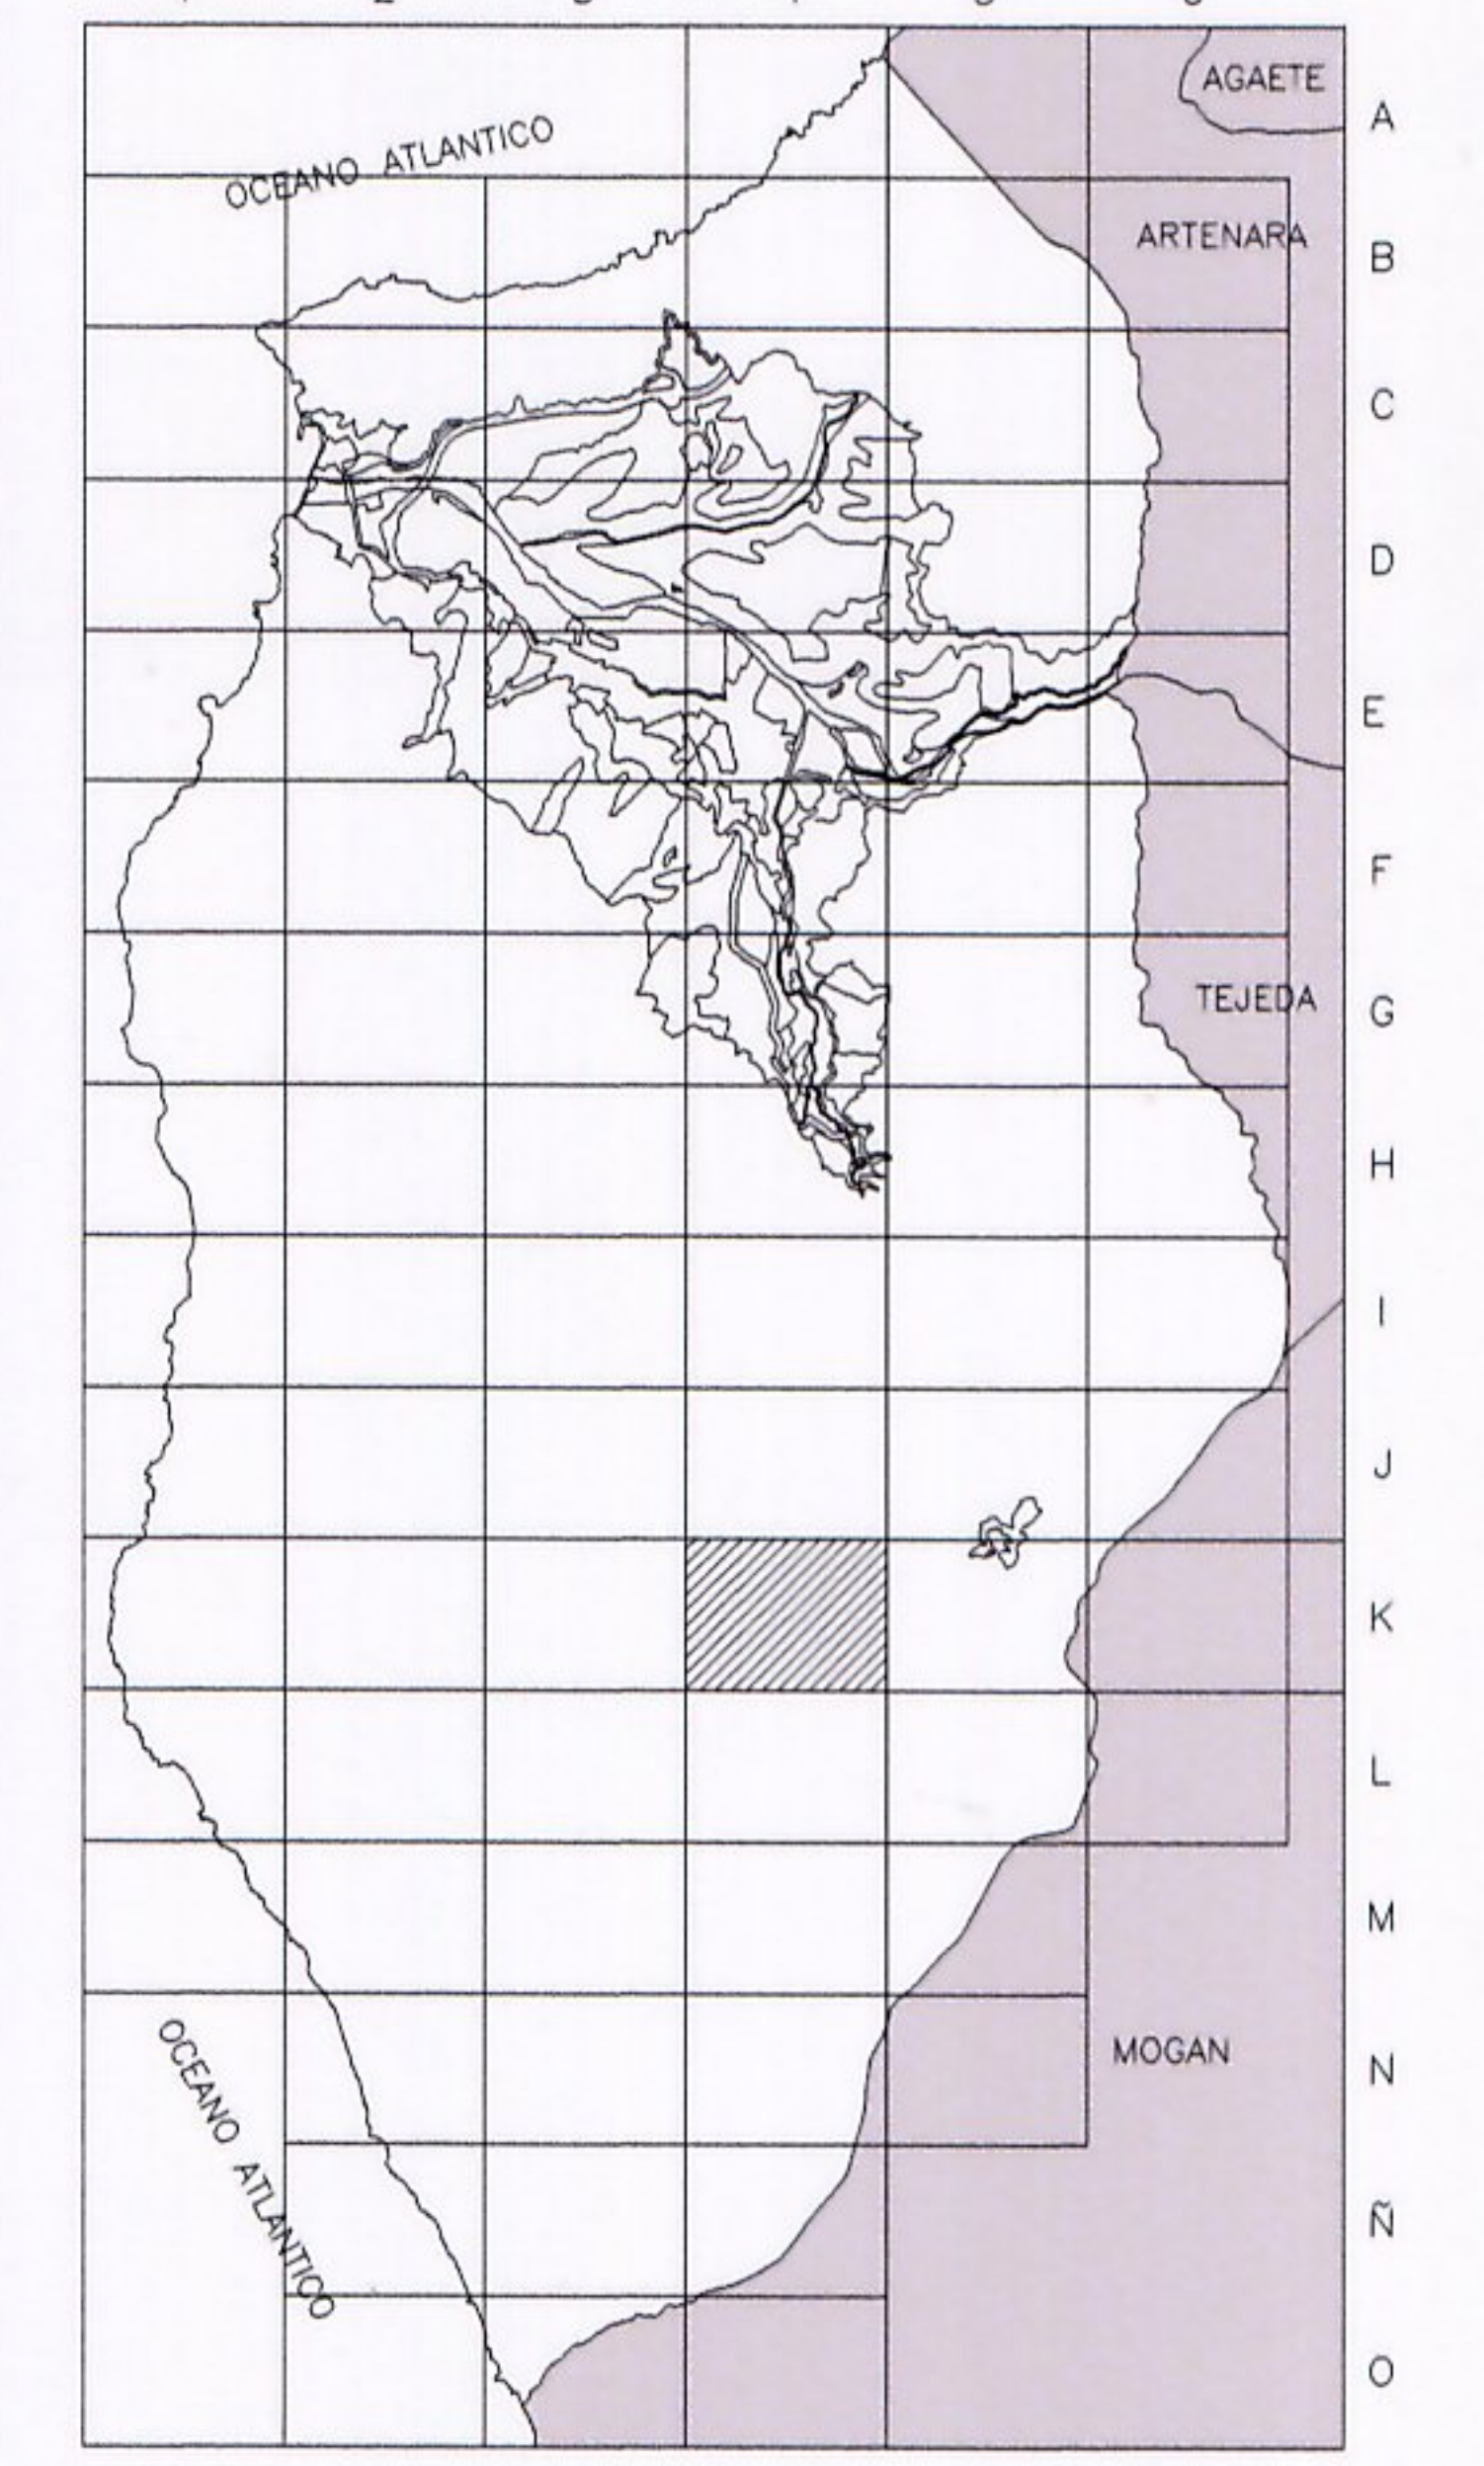 AGAETE
A
OCEANO ATLANTICO
ARTENARA
B
C
D
E
F
TEJEDA
G
H
I
J
K
L
M
OCEANO ATLANTICO
MOGAN
N
Ñ
O